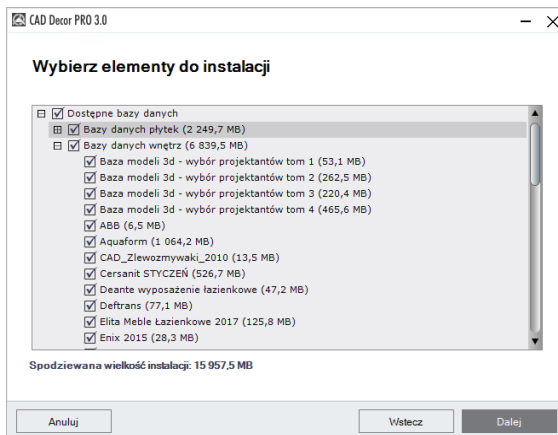 CAD Decor PRO 3.0
Wybierz elementy do instalacji
Dostępne bazy danych
Bazy danych płytek (2 249,7 MB)
Bazy danych wnętrz (6 839,5 MB)
Baza modeli 3d - wybór projektantów tom 1 (53,1 MB)
Baza modeli 3d - wybór projektantów tom 2 (262,5 MB)
Baza modeli 3d - wybór projektantów tom 3 (220,4 MB)
Baza modeli 3d - wybór projektantów tom 4 (465,6 MB)
ABB (6,5 MB)
Aquaform (1 064,2 MB)
CAD_Zlewozmywaki_2010 (13,5 MB)
Cersanit STYCZEŃ (526,7 MB)
Deante wyposażenie łazienkowe (47,2 MB)
Deftrans (77,1 MB)
Elita Meble Łazienkowe 2017 (125,8 MB)
Enix 2015 (28,3 MB)
Spodziewana wielkość instalacji: 15 957,5 MB
Anuluj
Wstecz
Dalej